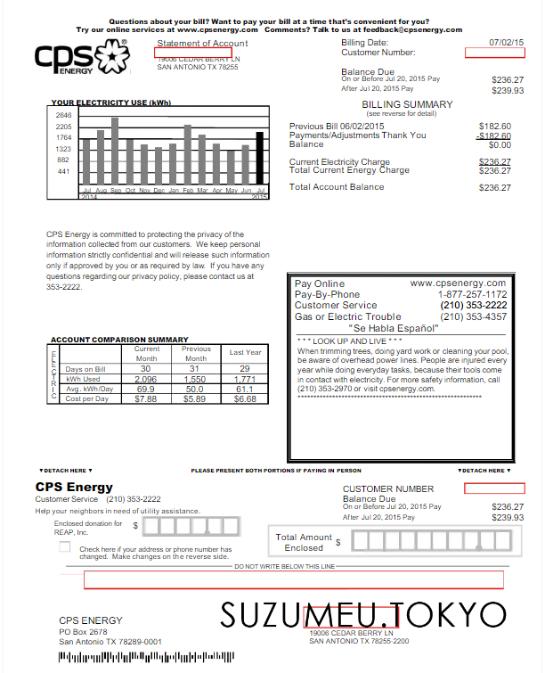 Questions about your bill? Want to pay your bill at a time that's convenient for you?
Try our online services at www.cpsenergy.com Comments? Talk to us at feedback@cpsenergy.com
cps
ENERGY
Statement of Account
19006 CEDAR BERRY LN
SAN ANTONIO TX 78255
Billing Date: 07/02/15
Customer Number:
Balance Due
On or Before Jul 20, 2015 Pay $236.27
After Jul 20, 2015 Pay $239.93
BILLING SUMMARY
(see reverse for detail)
Previous Bill 06/02/2015 $182.60
Payments/Adjustments Thank You -$182.60
Balance $0.00
Current Electricity Charge $236.27
Total Current Energy Charge $236.27
Total Account Balance $236.27
YOUR ELECTRICITY USE (kWh)
2646
2205
1764
1323
882
441
Jul Aug Sep Oct Nov Dec Jan Feb Mar Apr May Jun Jul
2014 2015
CPS Energy is committed to protecting the privacy of the
information collected from our customers. We keep personal
information strictly confidential and will release such information
only if approved by you or as required by law. If you have any
questions regarding our privacy policy, please contact us at
353-2222.
Pay Online www.cpsenergy.com
Pay-By-Phone 1-877-257-1172
Customer Service (210) 353-2222
Gas or Electric Trouble (210) 353-4357
"Se Habla Español"
* * * LOOK UP AND LIVE * * *
When trimming trees, doing yard work or cleaning your pool,
be aware of overhead power lines. People are injured every
year while doing everyday tasks, because their tools come
in contact with electricity. For more safety information, call
(210) 353-2970 or visit cpsenergy.com.
ACCOUNT COMPARISON SUMMARY
ELECTRIC
Current Month Previous Month Last Year
Days on Bill 30 31 29
kWh Used 2,096 1,550 1,771
Avg. kWh/Day 69.9 50.0 61.1
Cost per Day $7.88 $5.89 $6.68
▼DETACH HERE▼ PLEASE PRESENT BOTH PORTIONS IF PAYING IN PERSON ▼DETACH HERE▼
CPS Energy
Customer Service (210) 353-2222
Help your neighbors in need of utility assistance.
Enclosed donation for
REAP, Inc. $
Check here if your address or phone number has
changed. Make changes on the reverse side.
CUSTOMER NUMBER
Balance Due
On or Before Jul 20, 2015 Pay $236.27
After Jul 20, 2015 Pay $239.93
Total Amount
Enclosed $
DO NOT WRITE BELOW THIS LINE
CPS ENERGY
PO Box 2678
San Antonio TX 78289-0001
SUZUMEU.TOKYO
19006 CEDAR BERRY LN
SAN ANTONIO TX 78255-2200